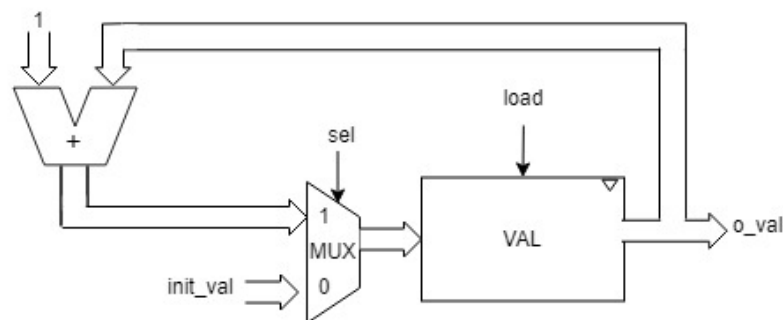 1
load
+
sel
1
VAL
o_val
MUX
init_val
0